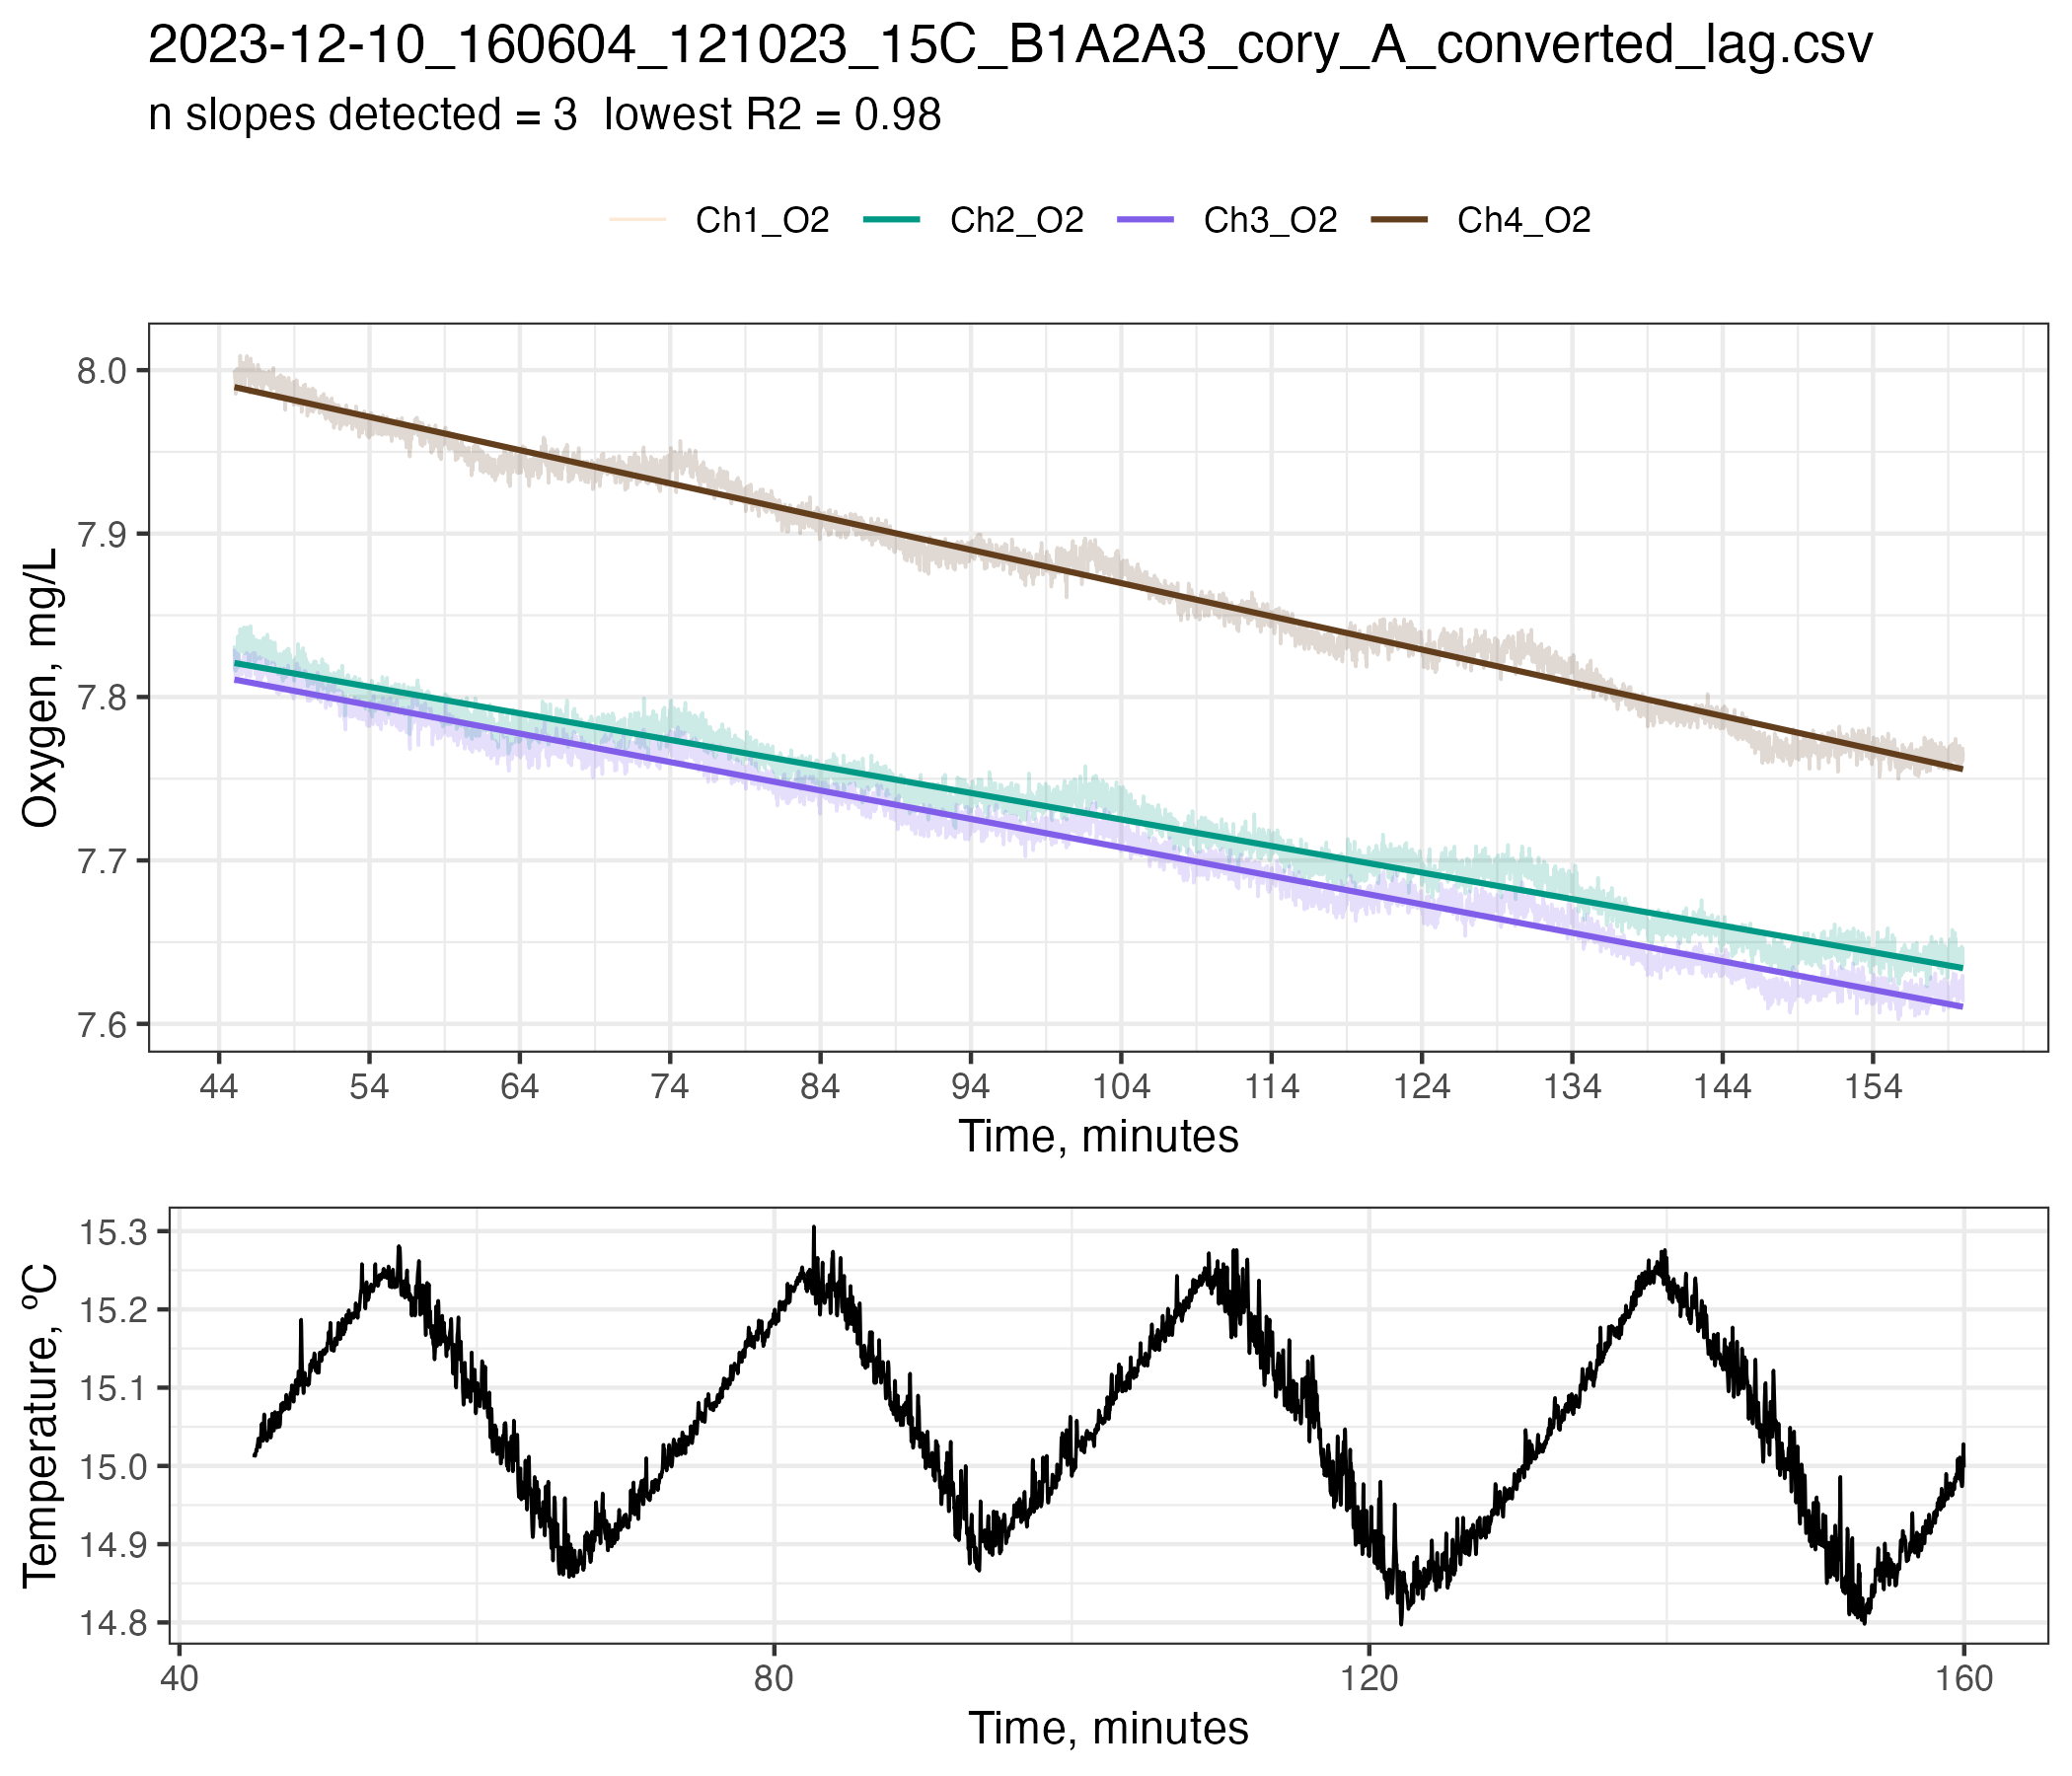 2023-12-10_160604_121023_15C_B1A2A3_cory_A_converted_lag.csv
n slopes detected = 3  lowest R2 = 0.98
Ch1_O2 Ch2_O2 Ch3_O2 Ch4_O2
Oxygen, mg/L
8.0
7.9
7.8
7.7
7.6
44 54 64 74 84 94 104 114 124 134 144 154
Time, minutes
Temperature, ºC
15.3
15.2
15.1
15.0
14.9
14.8
40 80 120 160
Time, minutes